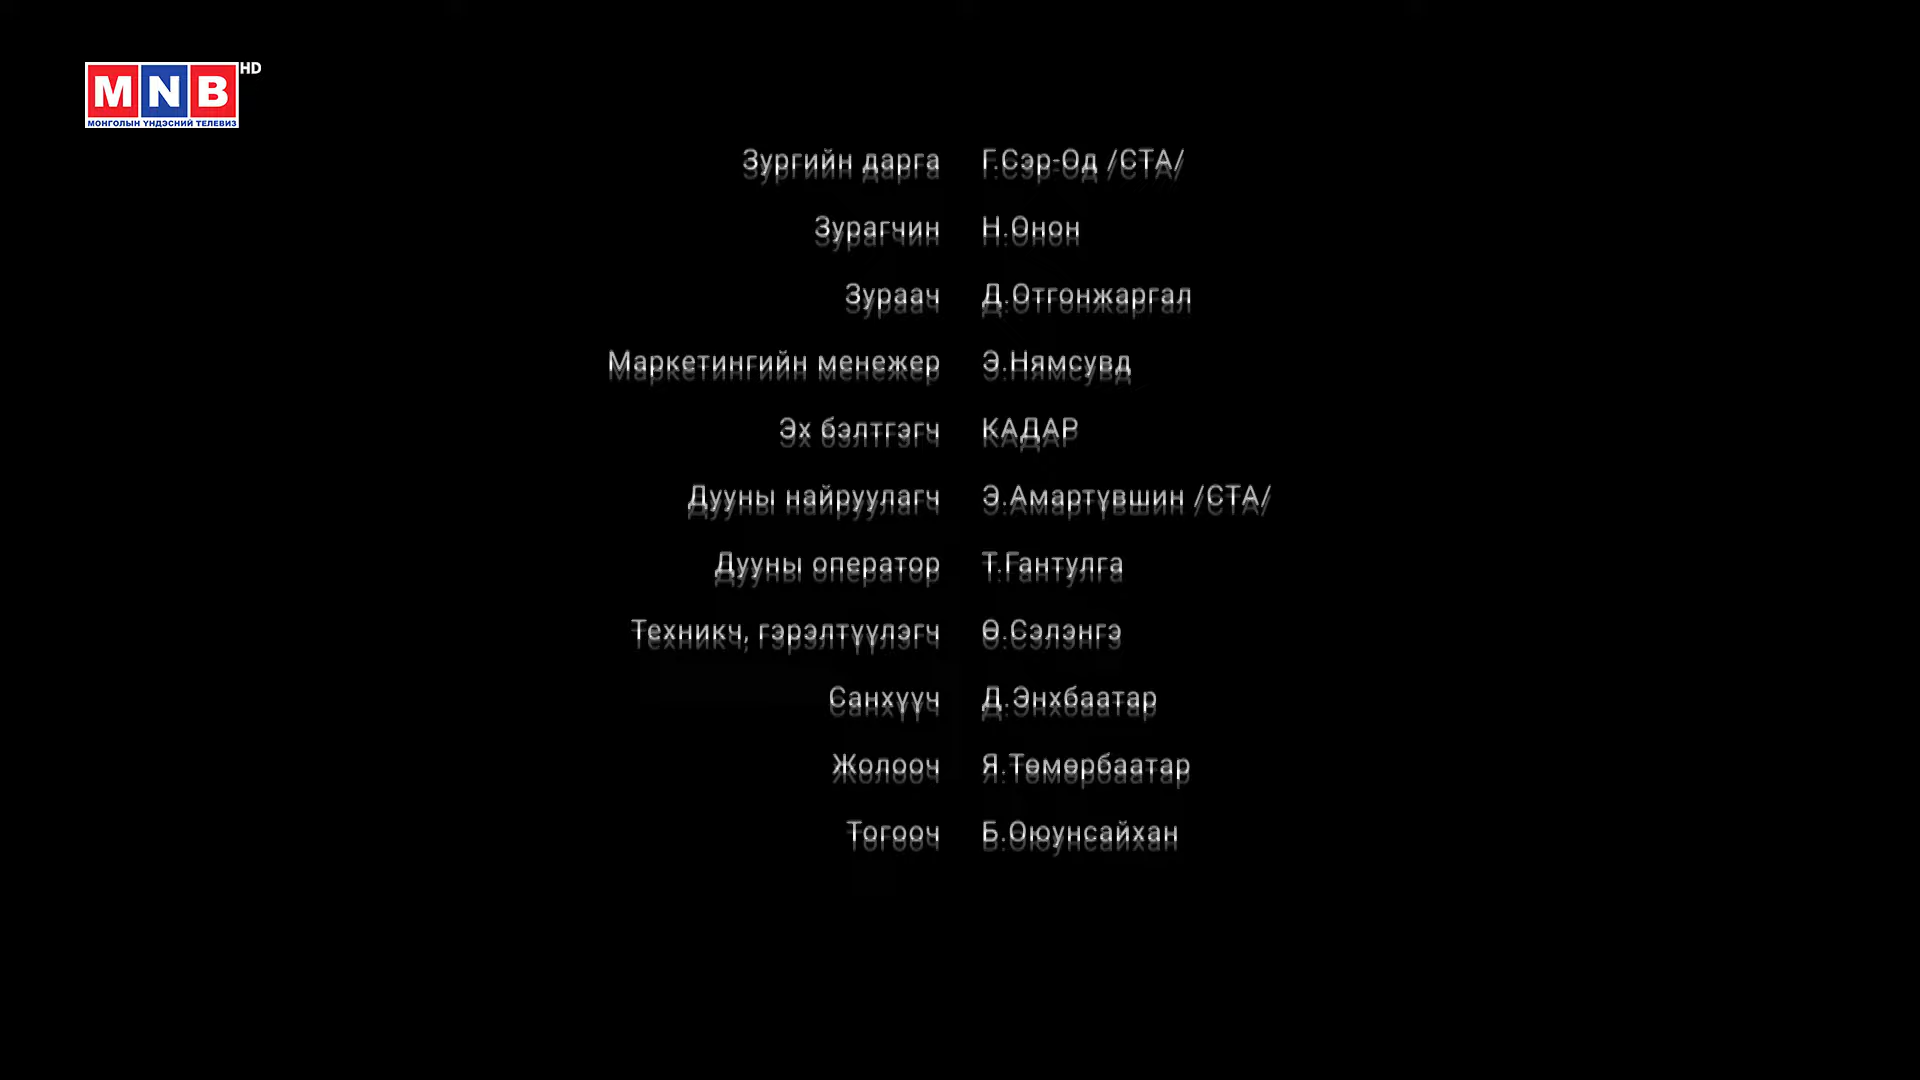 MNB HD
МОНГОЛЫН ҮНДЭСНИЙ ТЕЛЕВИЗ
Зургийн дарга Г.Сэр-Од /СТА/
Зурагчин Н.Онон
Зураач Д.Отгонжаргал
Маркетингийн менежер Э.Нямсувд
Эх бэлтгэгч КАДАР
Дууны найруулагч Э.Амартүвшин /СТА/
Дууны оператор Т.Гантулга
Техникч, гэрэлтүүлэгч Ө.Сэлэнгэ
Санхүүч Д.Энхбаатар
Жолооч Я.Төмөрбаатар
Тогооч Б.Оюунсайхан